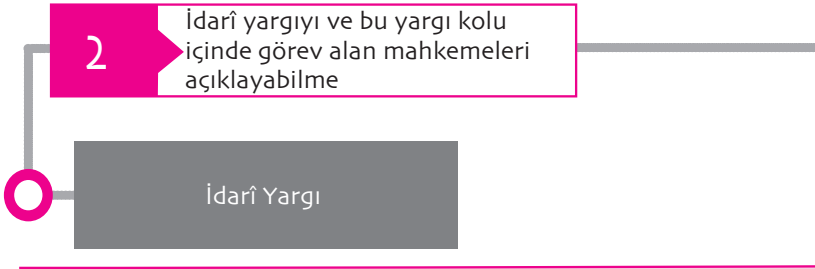 2
İdarî yargıyı ve bu yargı kolu
içinde görev alan mahkemeleri
açıklayabilme
İdarî Yargı